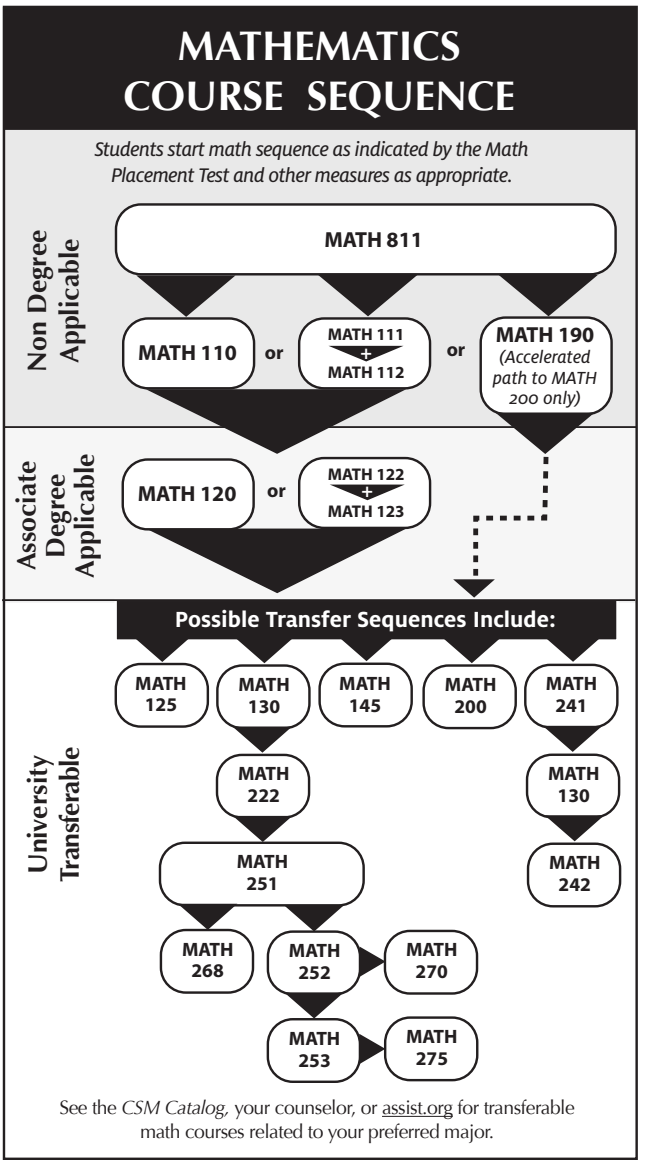 MATHEMATICS
COURSE SEQUENCE
Students start math sequence as indicated by the Math
Placement Test and other measures as appropriate.
Non Degree
Applicable
MATH 811
MATH 110
or
MATH 111
+
MATH 112
or
MATH 190
(Accelerated
path to MATH
200 only)
Associate
Degree
Applicable
MATH 120
or
MATH 122
+
MATH 123
University
Transferable
Possible Transfer Sequences Include:
MATH
125
MATH
130
MATH
145
MATH
200
MATH
241
MATH
222
MATH
130
MATH
251
MATH
242
MATH
268
MATH
252
MATH
270
MATH
253
MATH
275
See the CSM Catalog, your counselor, or assist.org for transferable
math courses related to your preferred major.